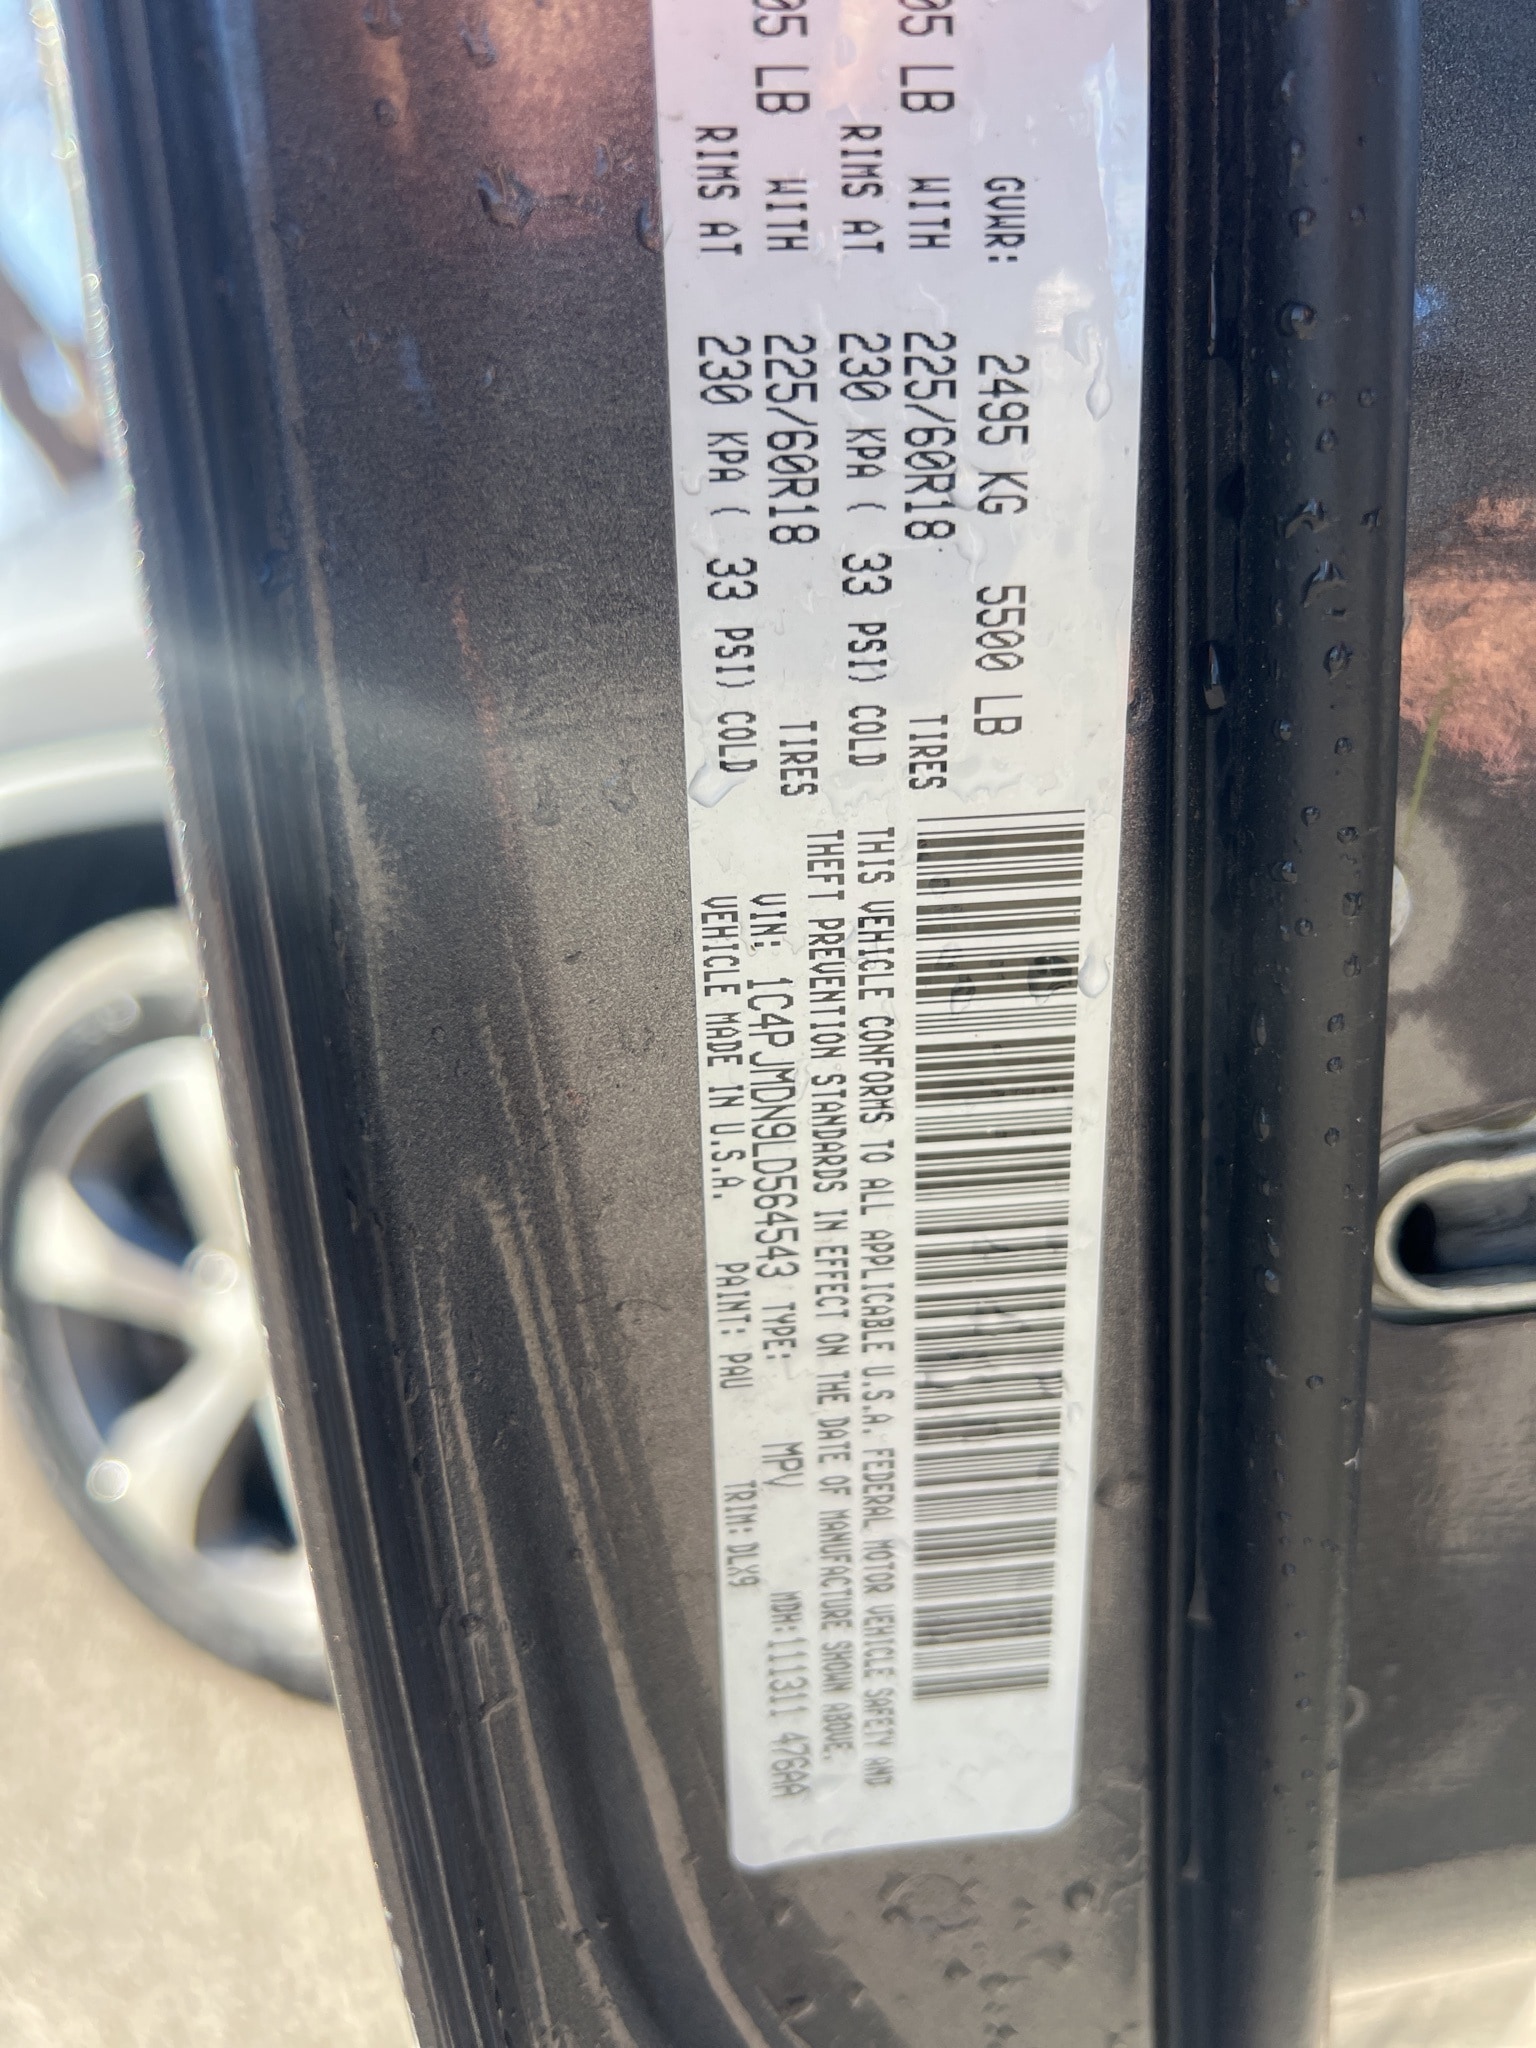 GVWR: 2495 KG 5500 LB
05 LB WITH 225/60R18 TIRES
RIMS AT 230 KPA ( 33 PSI) COLD
05 LB WITH 225/60R18 TIRES
RIMS AT 230 KPA ( 33 PSI) COLD
THIS VEHICLE CONFORMS TO ALL APPLICABLE U.S.A. FEDERAL MOTOR VEHICLE SAFETY AND
THEFT PREVENTION STANDARDS IN EFFECT ON THE DATE OF MANUFACTURE SHOWN ABOVE.
VIN: 1C4PJMDN9LD564543 TYPE: MPV MDH:111311 476AA
VEHICLE MADE IN U.S.A. PAINT: PAU TRIM: DLX9